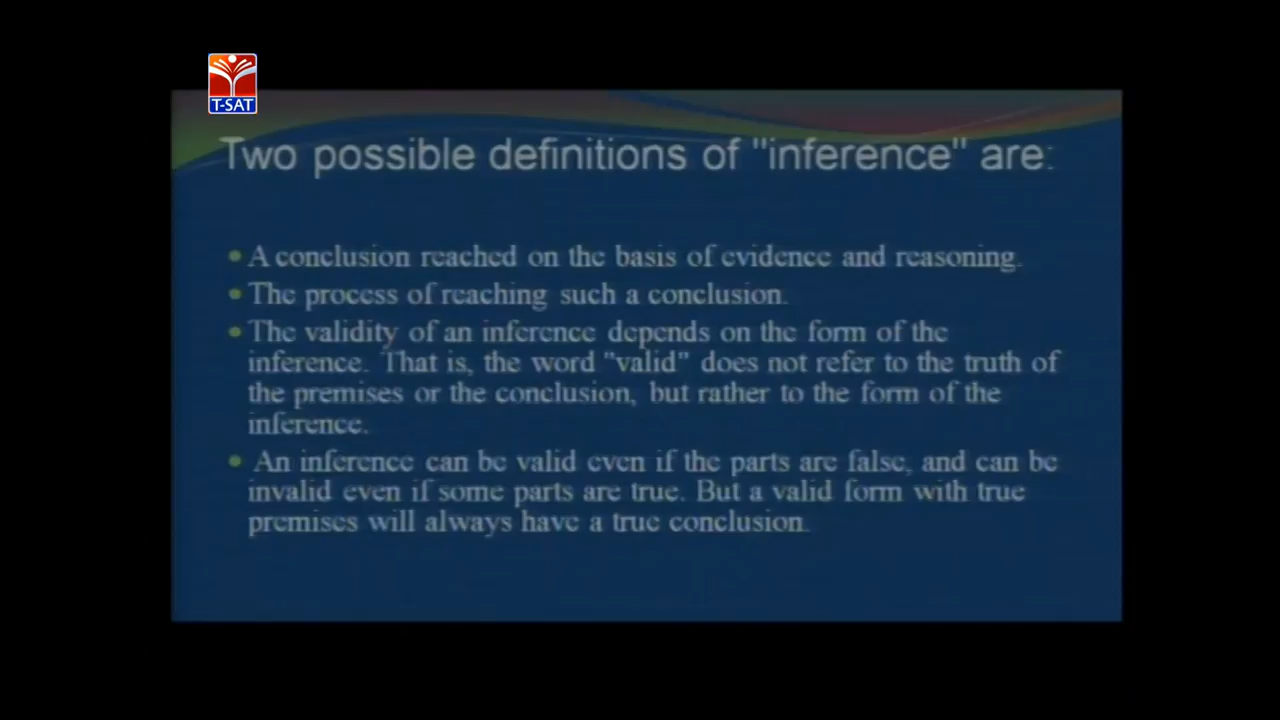 T-SAT
Two possible definitions of "inference" are:
• A conclusion reached on the basis of evidence and reasoning.
• The process of reaching such a conclusion.
• The validity of an inference depends on the form of the
inference. That is, the word "valid" does not refer to the truth of
the premises or the conclusion, but rather to the form of the
inference.
• An inference can be valid even if the parts are false, and can be
invalid even if some parts are true. But a valid form with true
premises will always have a true conclusion.